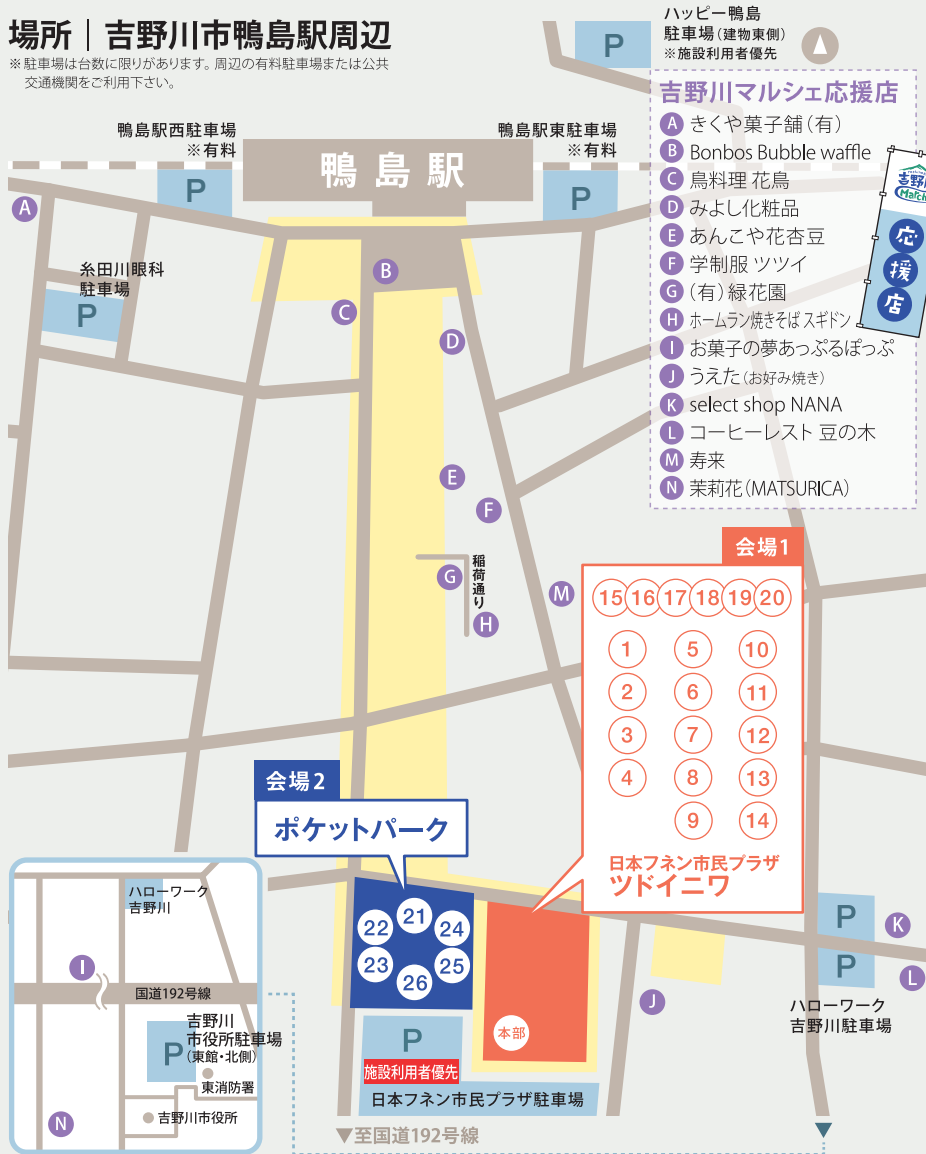 場所｜吉野川市鴨島駅周辺
※駐車場は台数に限りがあります。周辺の有料駐車場または公共
交通機関をご利用下さい。
ハッピー鴨島
駐車場(建物東側)
※施設利用者優先
P
吉野川マルシェ応援店
A きくや菓子舗(有)
B Bonbos Bubble waffle
C 鳥料理 花鳥
D みよし化粧品
E あんこや花杏豆
F 学制服 ツツイ
G (有)緑花園
H ホームラン焼きそば スギドン
I お菓子の夢あっぷるぽっぷ
J うえた(お好み焼き)
K select shop NANA
L コーヒーレスト 豆の木
M 寿来
N 茉莉花(MATSURICA)
応
援
店
鴨島駅西駐車場
※有料
P
鴨島駅
鴨島駅東駐車場
※有料
P
A
B
糸田川眼科
駐車場
P
C
D
E
F
稲荷通り
G
H
M
会場1
15 16 17 18 19 20
1 5 10
2 6 11
3 7 12
4 8 13
9 14
日本フネン市民プラザ
ツドイニワ
会場2
ポケットパーク
21
22 24
23 25
26
本部
P
施設利用者優先
日本フネン市民プラザ駐車場
▼至国道192号線
J
P
K
P
L
ハローワーク
吉野川駐車場
ハローワーク
吉野川
I
国道192号線
吉野川
市役所駐車場
(東館・北側)
P
東消防署
吉野川市役所
N